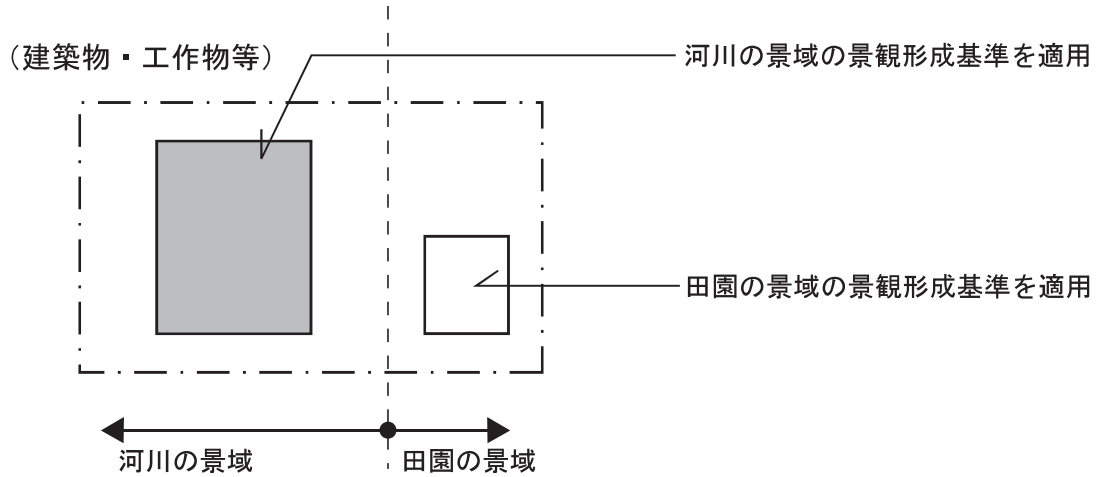 （建築物・工作物等）
河川の景域の景観形成基準を適用
田園の景域の景観形成基準を適用
河川の景域
田園の景域